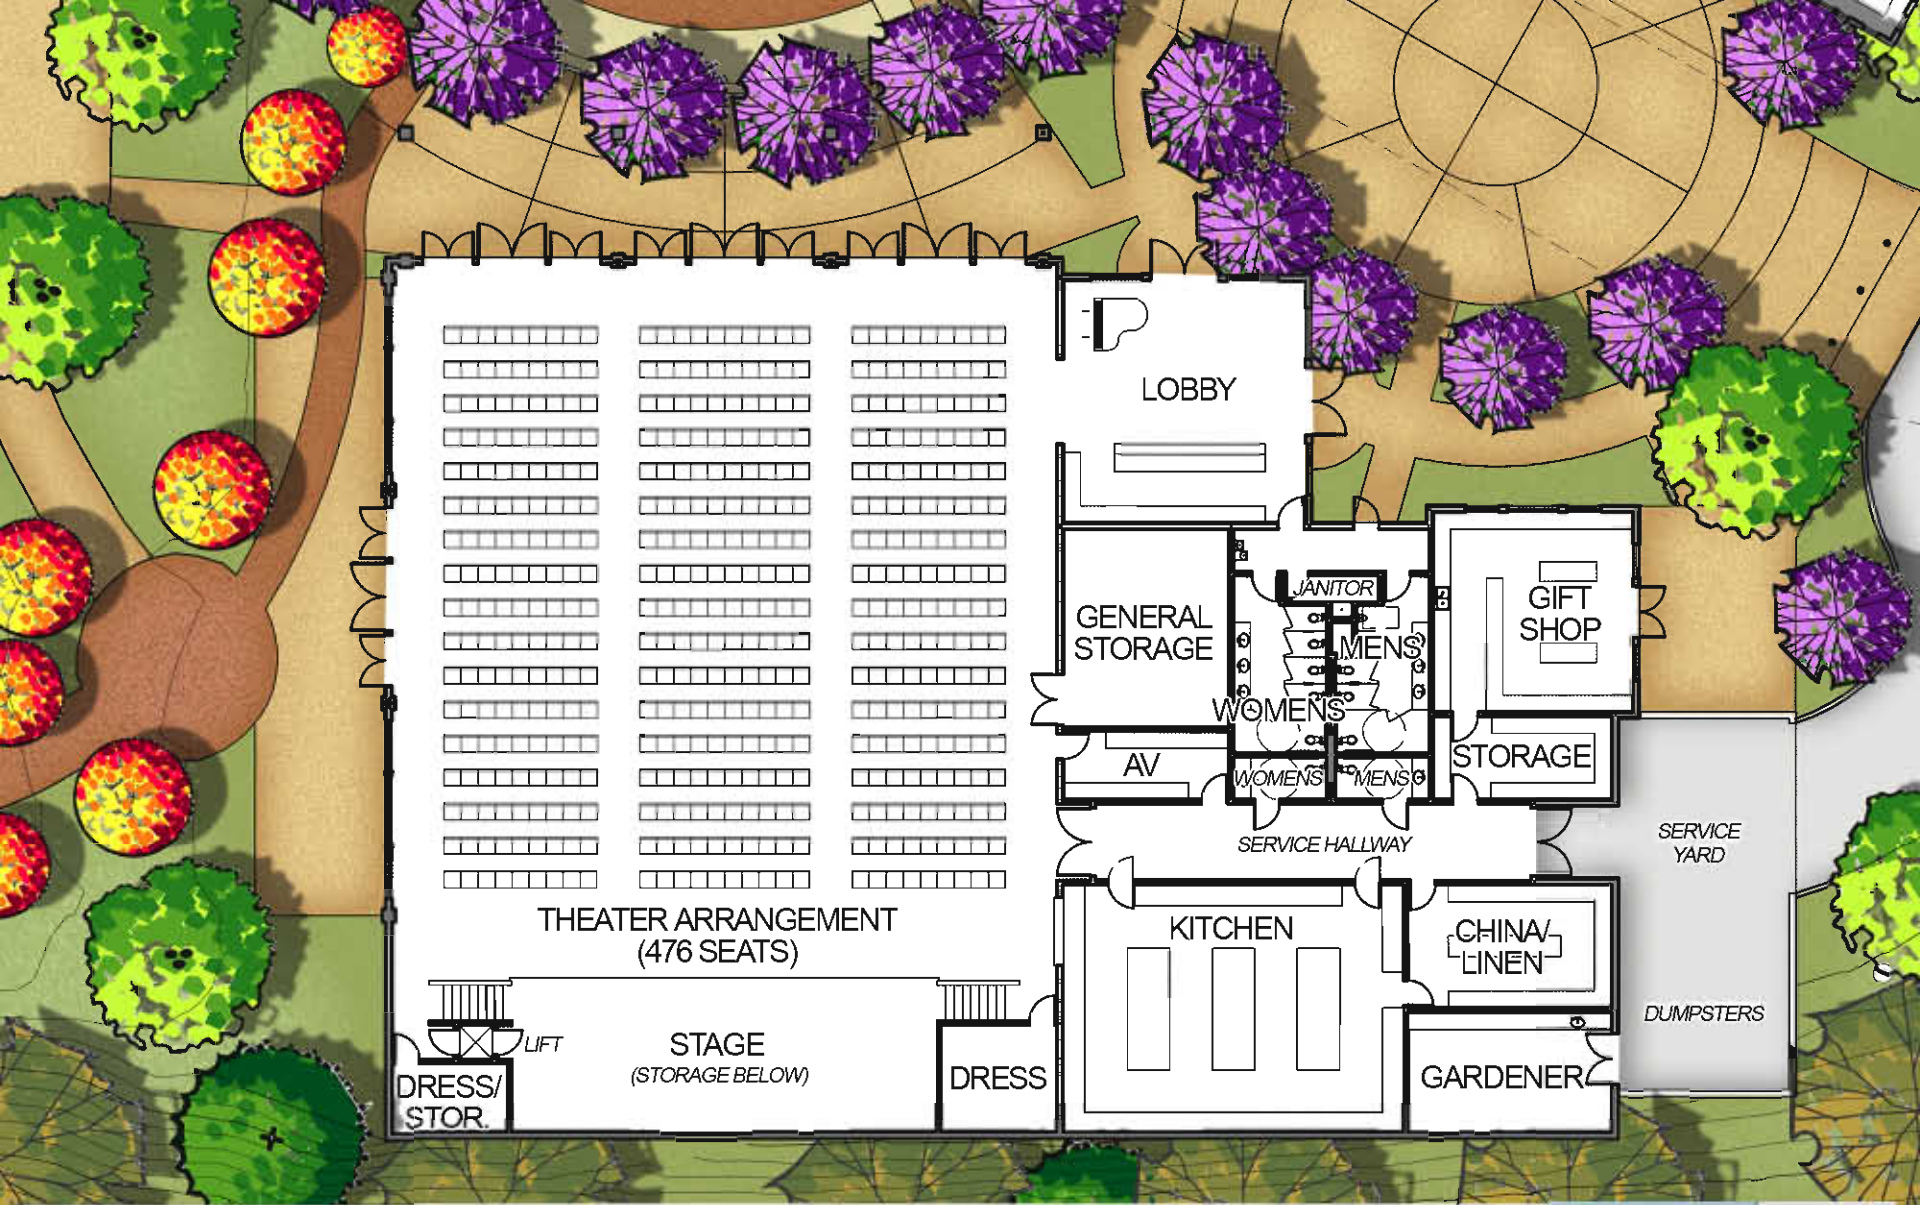 LOBBY
JANITOR
GENERAL
STORAGE
MENS
WOMENS
GIFT
SHOP
AV
WOMENS
MENS
STORAGE
SERVICE HALLWAY
SERVICE
YARD
THEATER ARRANGEMENT
(476 SEATS)
KITCHEN
CHINA/
LINEN
DUMPSTERS
LIFT
STAGE
(STORAGE BELOW)
DRESS/
STOR.
DRESS
GARDENER